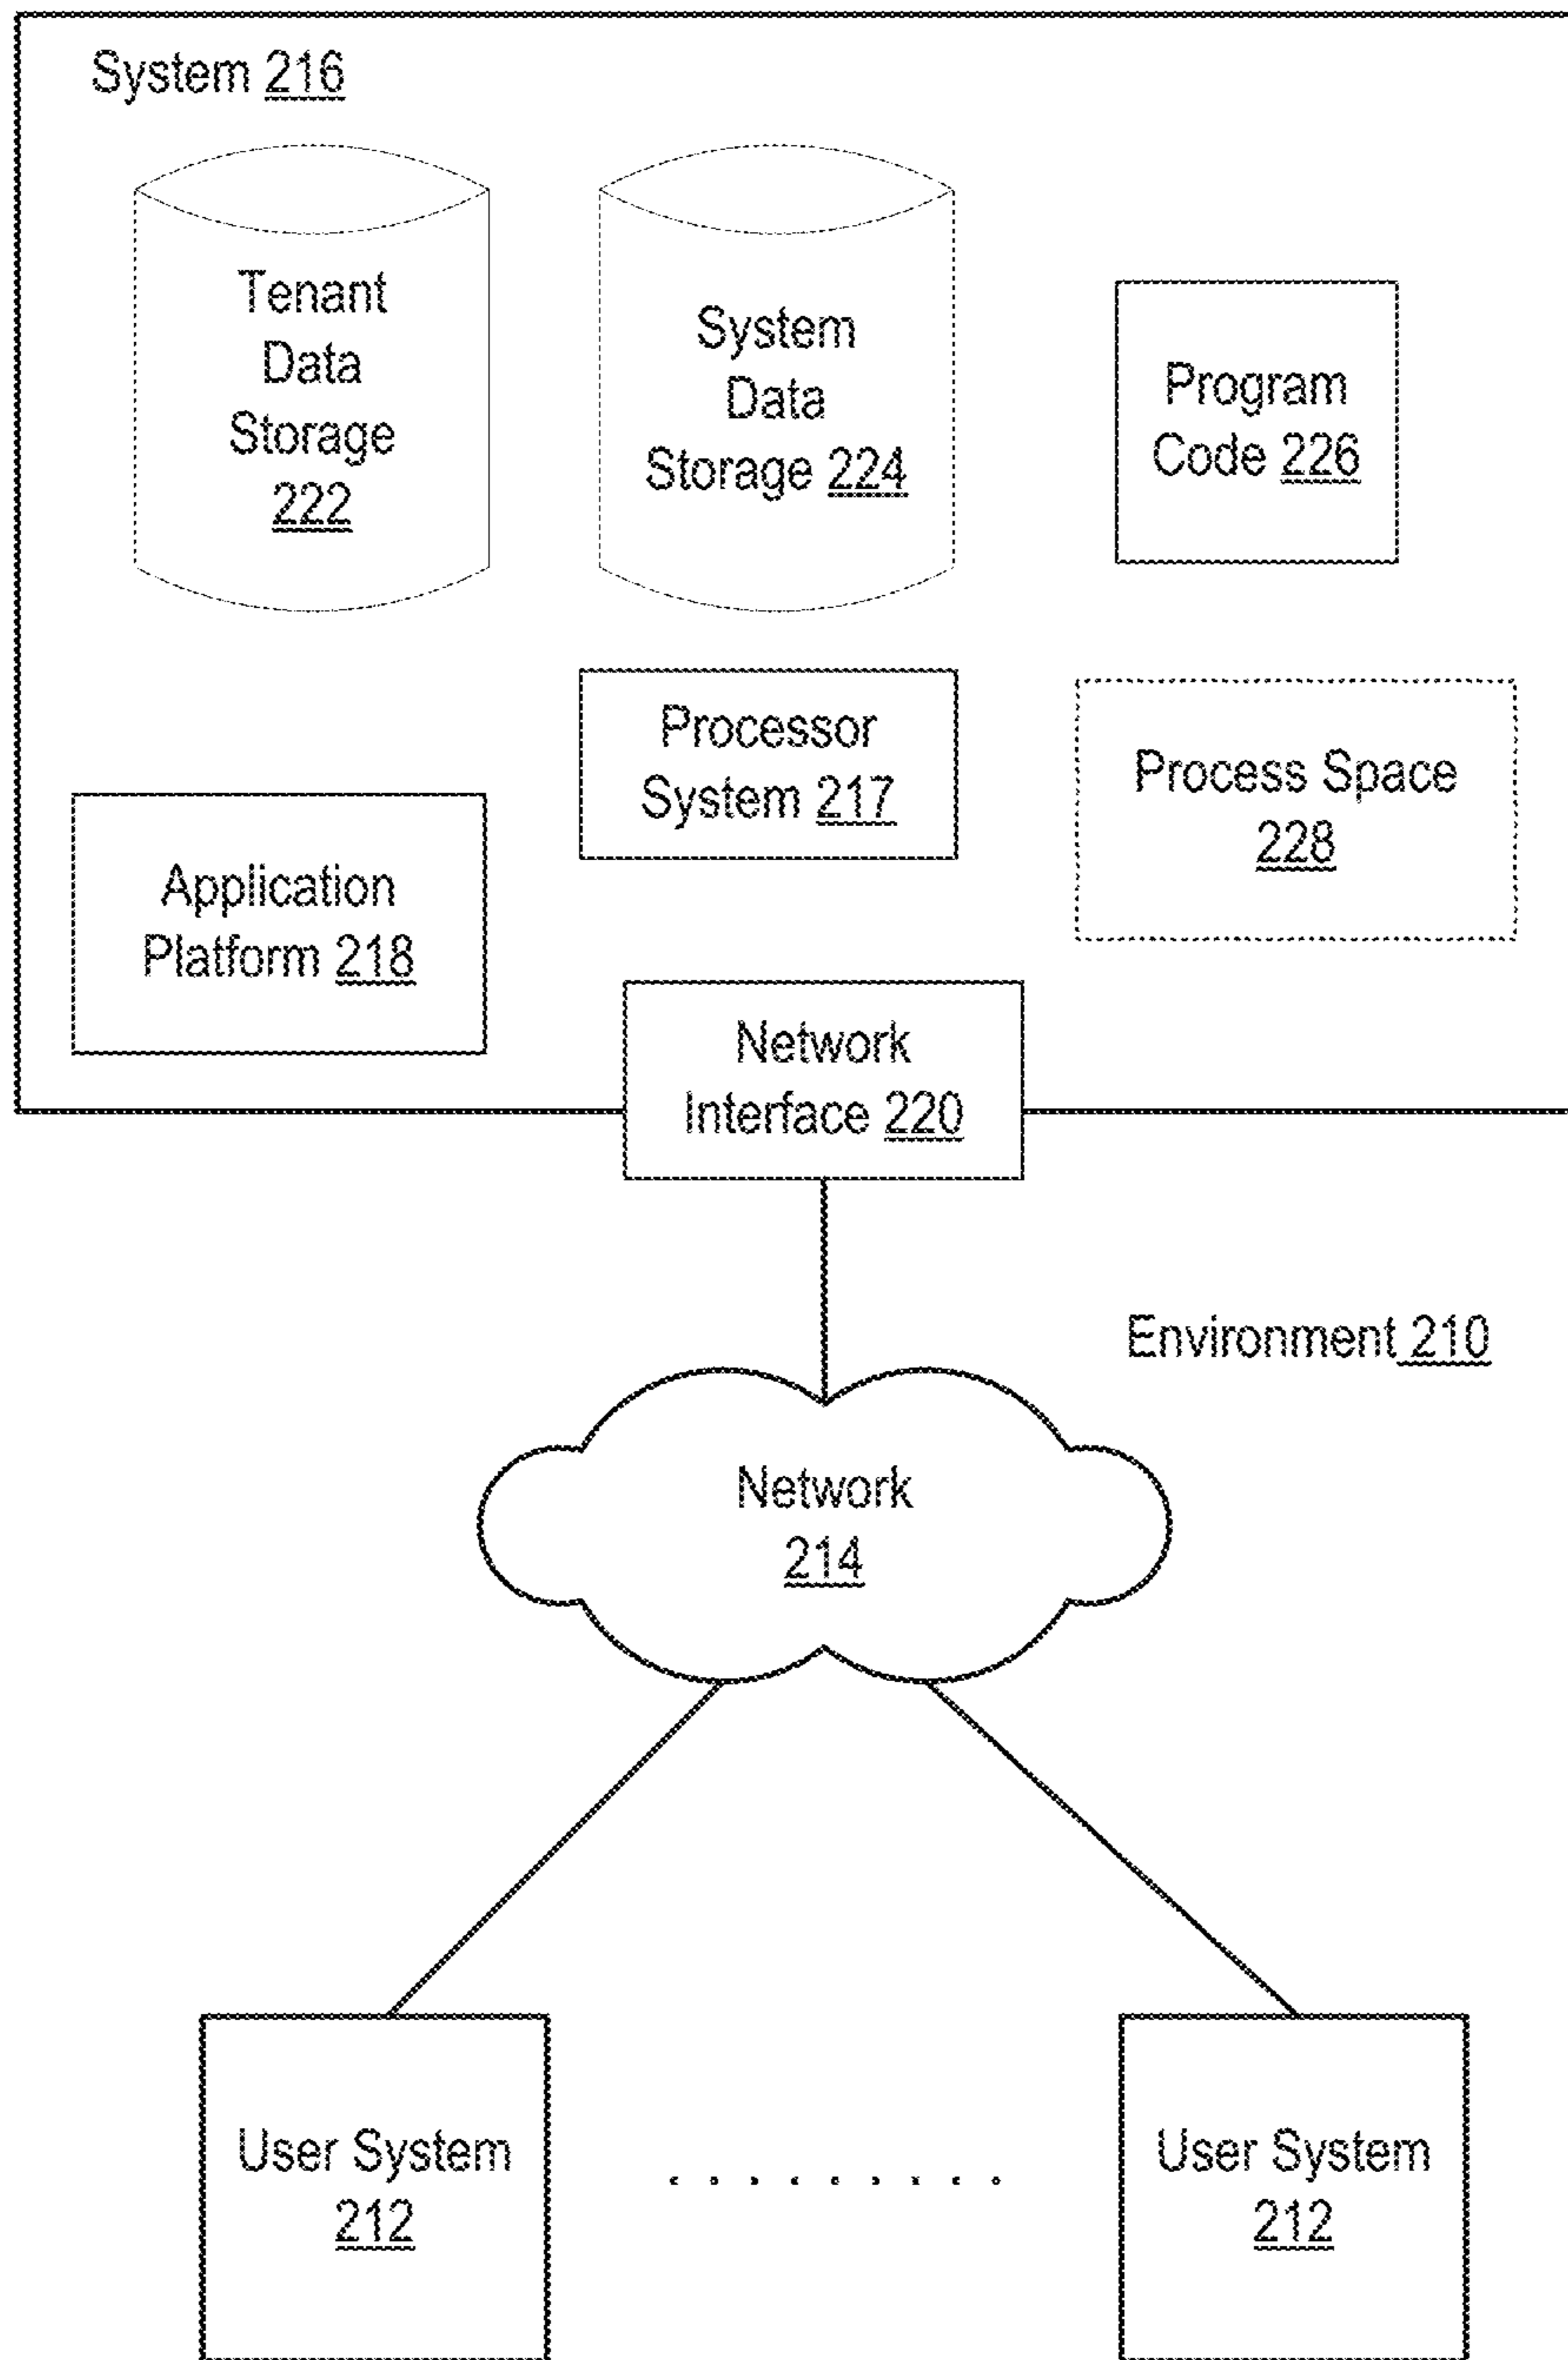 System 216
Tenant
Data
Storage
222
System
Data
Storage 224
Program
Code 226
Processor
System 217
Process Space
228
Application
Platform 218
Network
Interface 220
Environment 210
Network
214
User System
212
. . . . . . . . .
User System
212